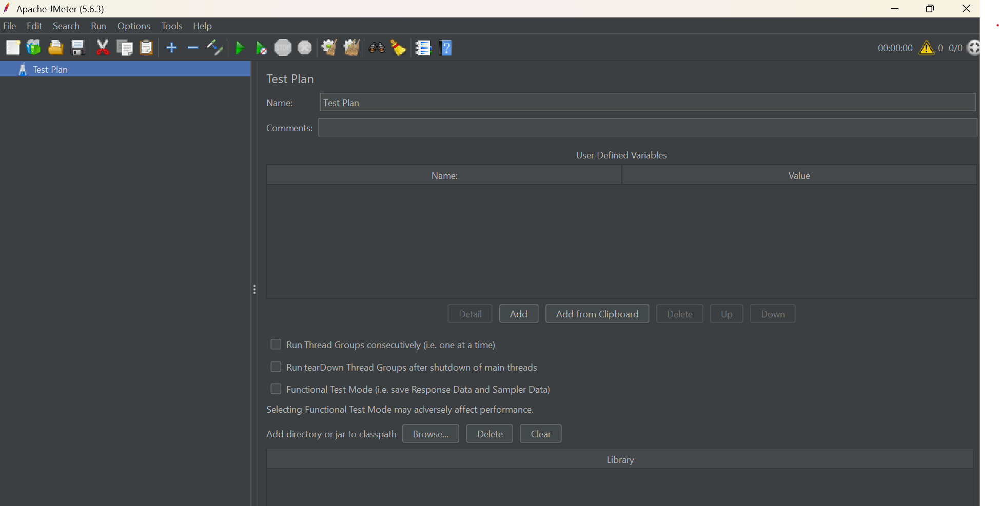 Apache JMeter (5.6.3)
File Edit Search Run Options Tools Help
STOP
?
00:00:00 0 0/0
Test Plan
Test Plan
Name: Test Plan
Comments:
User Defined Variables
Name: Value
Detail Add Add from Clipboard Delete Up Down
Run Thread Groups consecutively (i.e. one at a time)
Run tearDown Thread Groups after shutdown of main threads
Functional Test Mode (i.e. save Response Data and Sampler Data)
Selecting Functional Test Mode may adversely affect performance.
Add directory or jar to classpath Browse... Delete Clear
Library